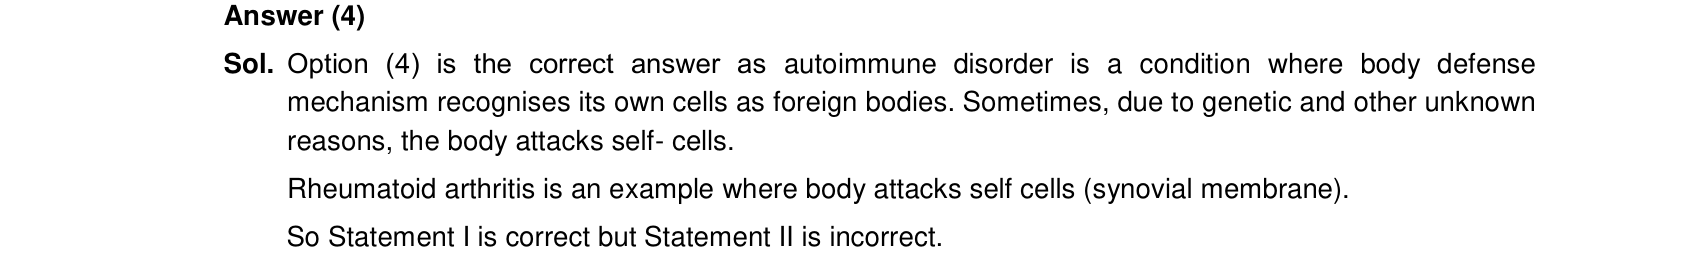 Answer (4)
Sol. Option (4) is the correct answer as autoimmune disorder is a condition where body defense
mechanism recognises its own cells as foreign bodies. Sometimes, due to genetic and other unknown
reasons, the body attacks self- cells.
Rheumatoid arthritis is an example where body attacks self cells (synovial membrane).
So Statement I is correct but Statement II is incorrect.